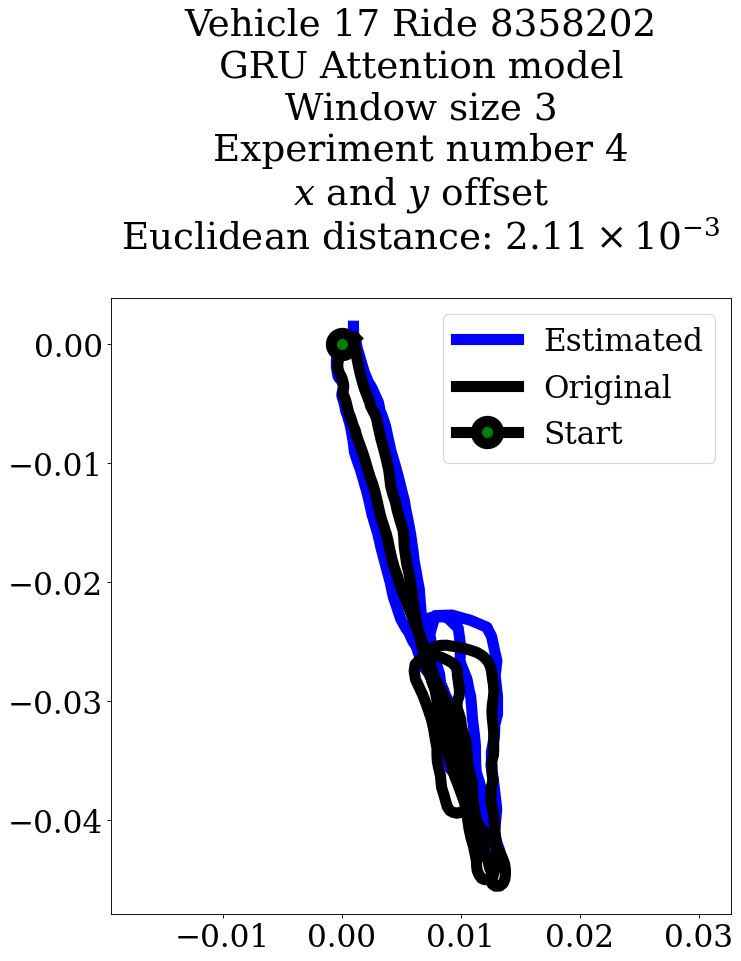 Vehicle 17 Ride 8358202
GRU Attention model
Window size 3
Experiment number 4
x and y offset
Euclidean distance: 2.11 × 10⁻³
Estimated
Original
Start
0.00
−0.01
−0.02
−0.03
−0.04
−0.01 0.00 0.01 0.02 0.03